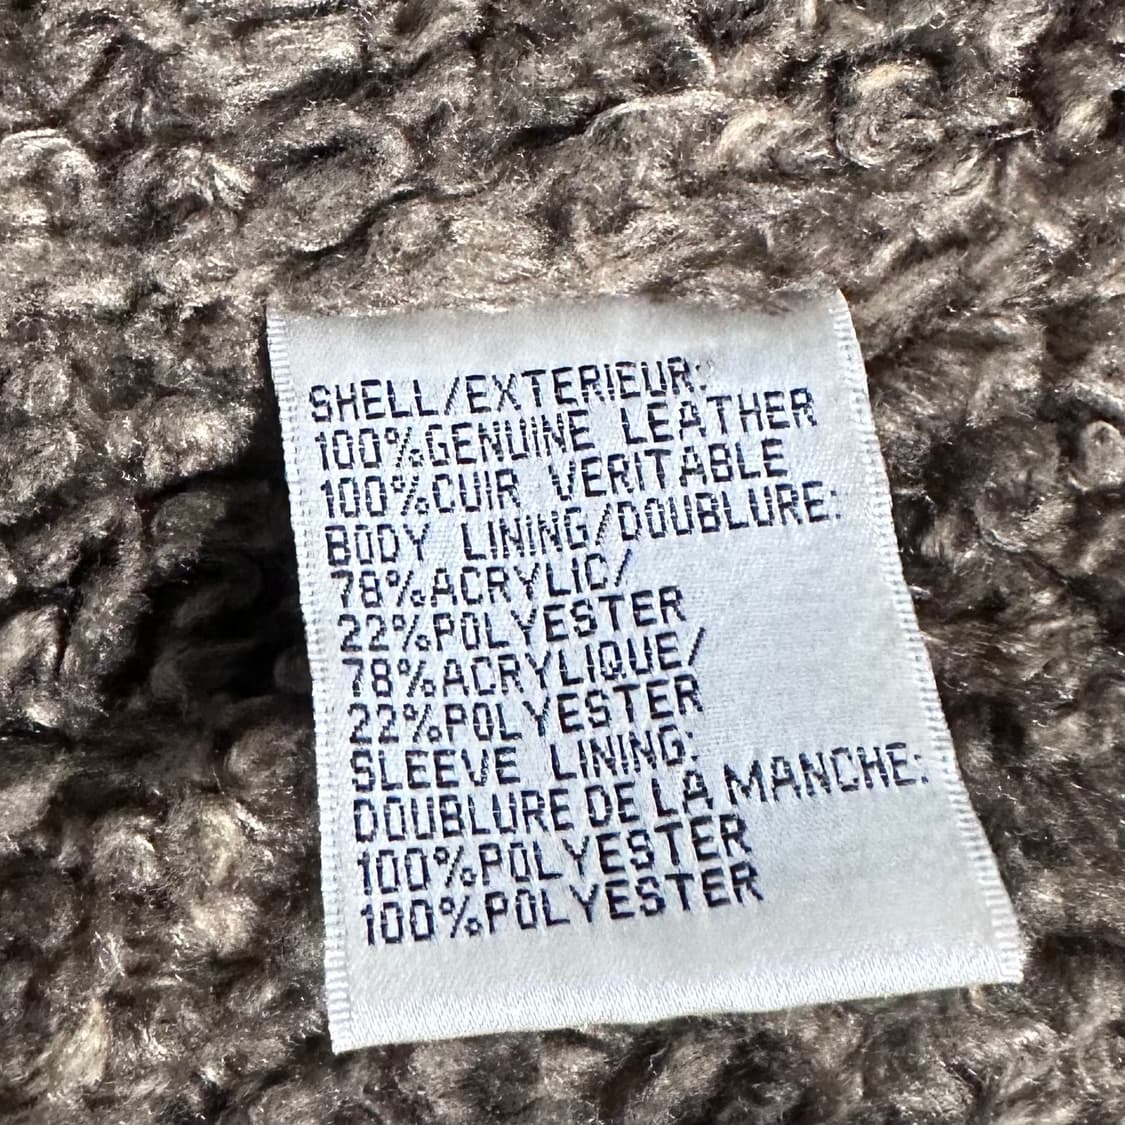 SHELL/EXTERIEUR:
100%GENUINE LEATHER
100%CUIR VERITABLE
BODY LINING/DOUBLURE:
78%ACRYLIC/
22%POLYESTER
78%ACRYLIQUE/
22%POLYESTER
SLEEVE LINING:
DOUBLURE DE LA MANCHE:
100%POLYESTER
100%POLYESTER